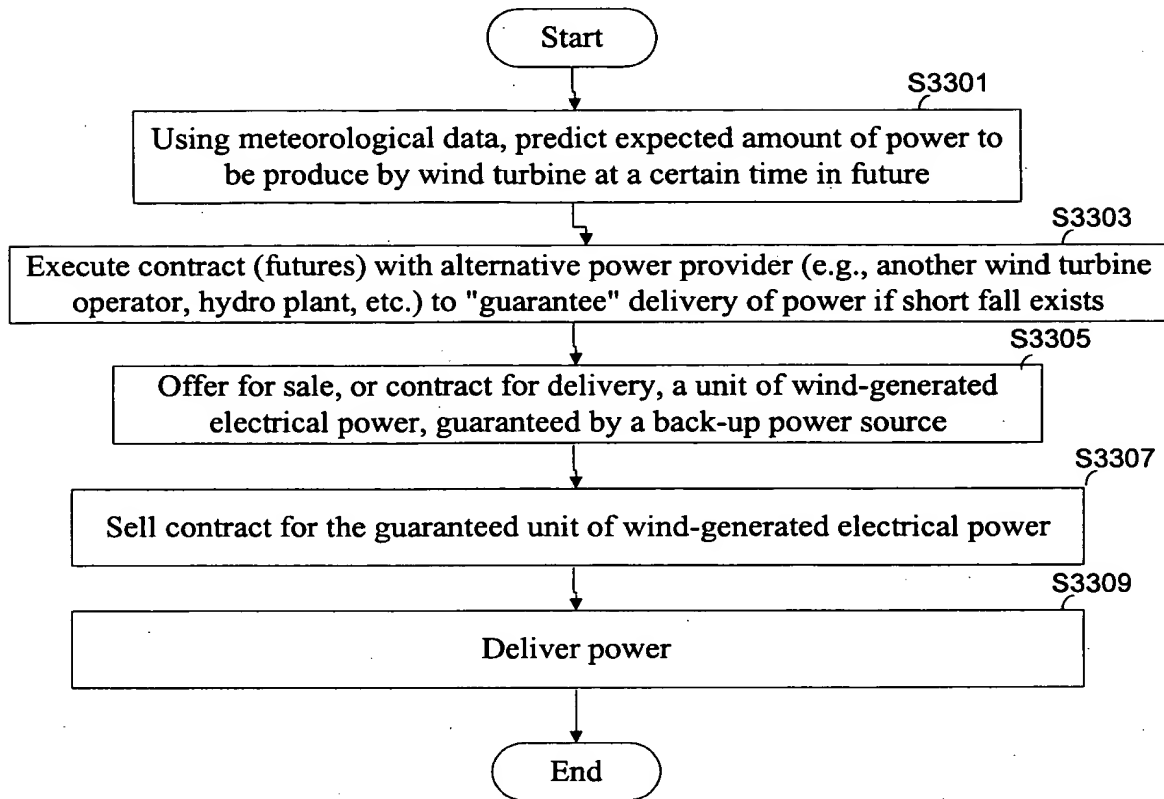 Start
S3301
Using meteorological data, predict expected amount of power to
be produce by wind turbine at a certain time in future
S3303
Execute contract (futures) with alternative power provider (e.g., another wind turbine
operator, hydro plant, etc.) to "guarantee" delivery of power if short fall exists
S3305
Offer for sale, or contract for delivery, a unit of wind-generated
electrical power, guaranteed by a back-up power source
S3307
Sell contract for the guaranteed unit of wind-generated electrical power
S3309
Deliver power
End